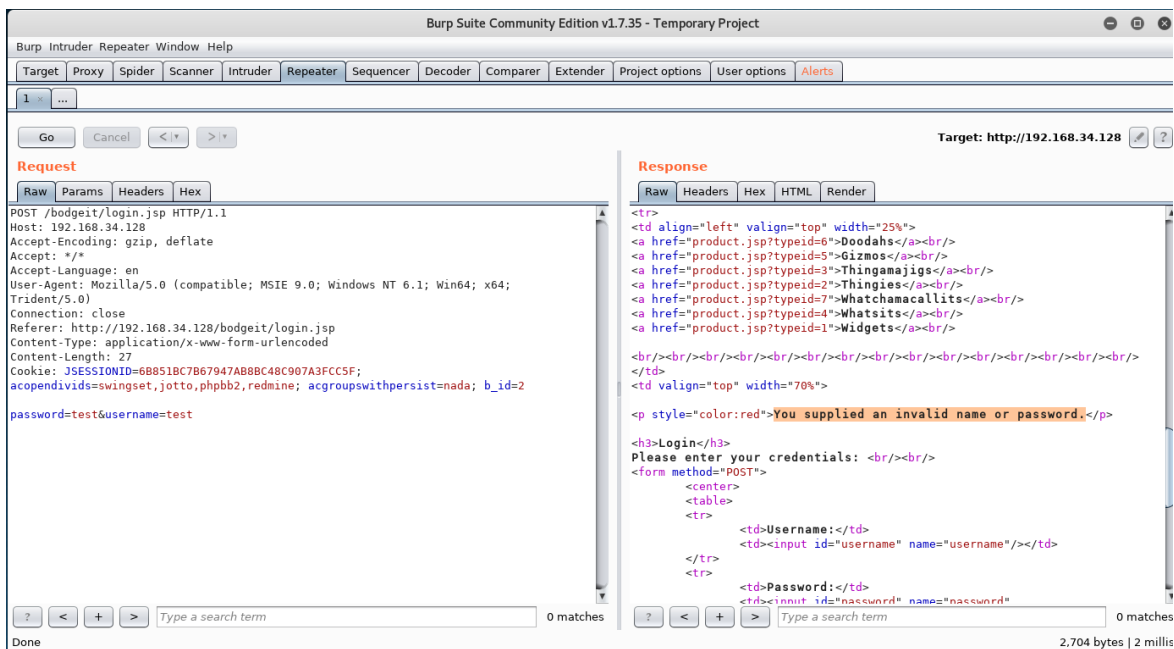 Burp Suite Community Edition v1.7.35 - Temporary Project
Burp Intruder Repeater Window Help
Target Proxy Spider Scanner Intruder Repeater Sequencer Decoder Comparer Extender Project options User options Alerts
1 × ...
Go Cancel < > Target: http://192.168.34.128 ?
Request
Raw Params Headers Hex
POST /bodgeit/login.jsp HTTP/1.1
Host: 192.168.34.128
Accept-Encoding: gzip, deflate
Accept: */*
Accept-Language: en
User-Agent: Mozilla/5.0 (compatible; MSIE 9.0; Windows NT 6.1; Win64; x64;
Trident/5.0)
Connection: close
Referer: http://192.168.34.128/bodgeit/login.jsp
Content-Type: application/x-www-form-urlencoded
Content-Length: 27
Cookie: JSESSIONID=6B851BC7B67947AB8BC48C907A3FCC5F;
acopendivids=swingset,jotto,phpbb2,redmine; acgroupswithpersist=nada; b_id=2
password=test&username=test
? < + > Type a search term 0 matches
Response
Raw Headers Hex HTML Render
<tr>
<td align="left" valign="top" width="25%">
<a href="product.jsp?typeid=6">Doodahs</a><br/>
<a href="product.jsp?typeid=5">Gizmos</a><br/>
<a href="product.jsp?typeid=3">Thingamajigs</a><br/>
<a href="product.jsp?typeid=2">Thingies</a><br/>
<a href="product.jsp?typeid=7">Whatchamacallits</a><br/>
<a href="product.jsp?typeid=4">Whatsits</a><br/>
<a href="product.jsp?typeid=1">Widgets</a><br/>
<br/><br/><br/><br/><br/><br/><br/><br/><br/><br/><br/><br/><br/><br/>
</td>
<td valign="top" width="70%">
<p style="color:red">You supplied an invalid name or password.</p>
<h3>Login</h3>
Please enter your credentials: <br/><br/>
<form method="POST">
<center>
<table>
<tr>
<td>Username:</td>
<td><input id="username" name="username"/></td>
</tr>
<tr>
<td>Password:</td>
<td><input id="password" name="password"
? < + > Type a search term 0 matches
Done
2,704 bytes | 2 millis